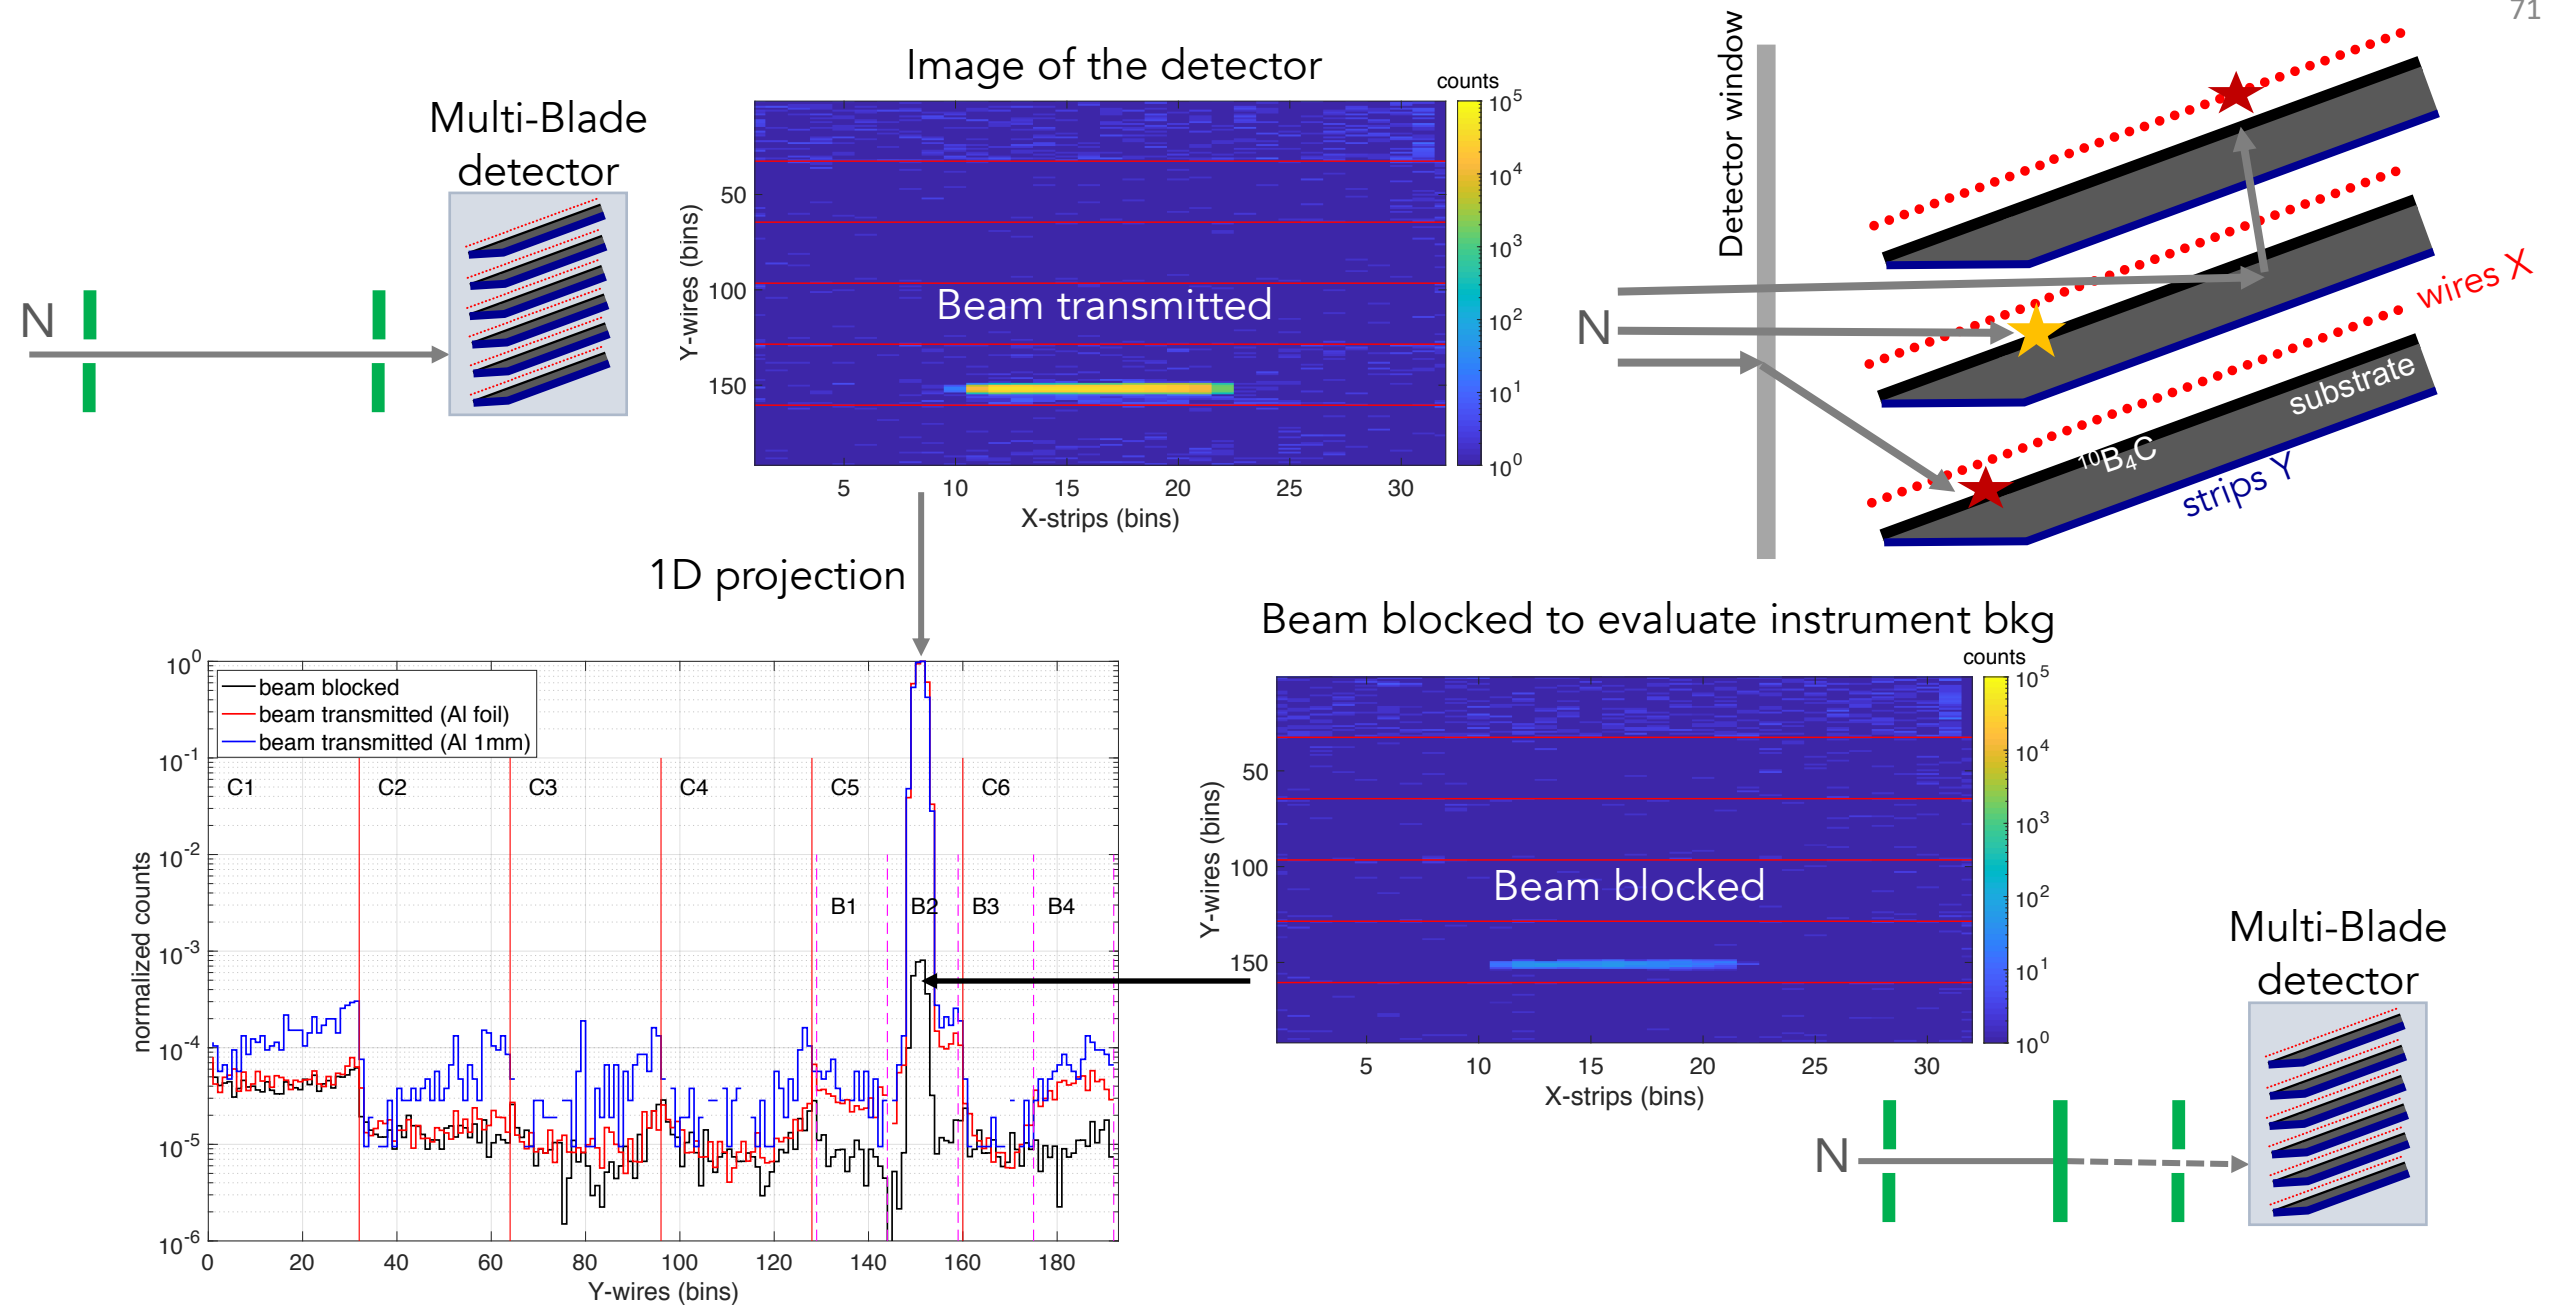 71
Image of the detector
Multi-Blade
detector
N
counts
10^5
10^4
10^3
10^2
10^1
10^0
Y-wires (bins)
50
100
150
Beam transmitted
5 10 15 20 25 30
X-strips (bins)
Detector window
N
wires X
substrate
10B4C
strips Y
1D projection
Beam blocked to evaluate instrument bkg
beam blocked
beam transmitted (Al foil)
beam transmitted (Al 1mm)
normalized counts
10^0
10^-1
10^-2
10^-3
10^-4
10^-5
10^-6
C1 C2 C3 C4 C5 C6
B1 B2 B3 B4
0 20 40 60 80 100 120 140 160 180
Y-wires (bins)
counts
10^5
10^4
10^3
10^2
10^1
10^0
Y-wires (bins)
50
100
150
Beam blocked
5 10 15 20 25 30
X-strips (bins)
Multi-Blade
detector
N